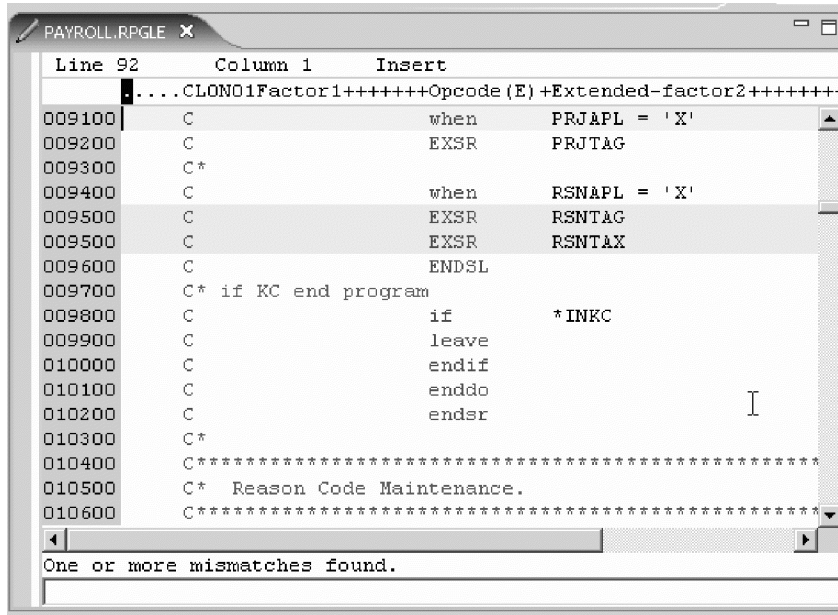 PAYROLL.RPGLE
Line 92 Column 1 Insert
.....CL0N01Factor1+++++++Opcode(E)+Extended-factor2+++++++
009100 C when PRJAPL = 'X'
009200 C EXSR PRJTAG
009300 C*
009400 C when RSNAPL = 'X'
009500 C EXSR RSNTAG
009500 C EXSR RSNTAX
009600 C ENDSL
009700 C* if KC end program
009800 C if *INKC
009900 C leave
010000 C endif
010100 C enddo
010200 C endsr
010300 C*
010400 C***************************************************
010500 C* Reason Code Maintenance.
010600 C***************************************************
One or more mismatches found.